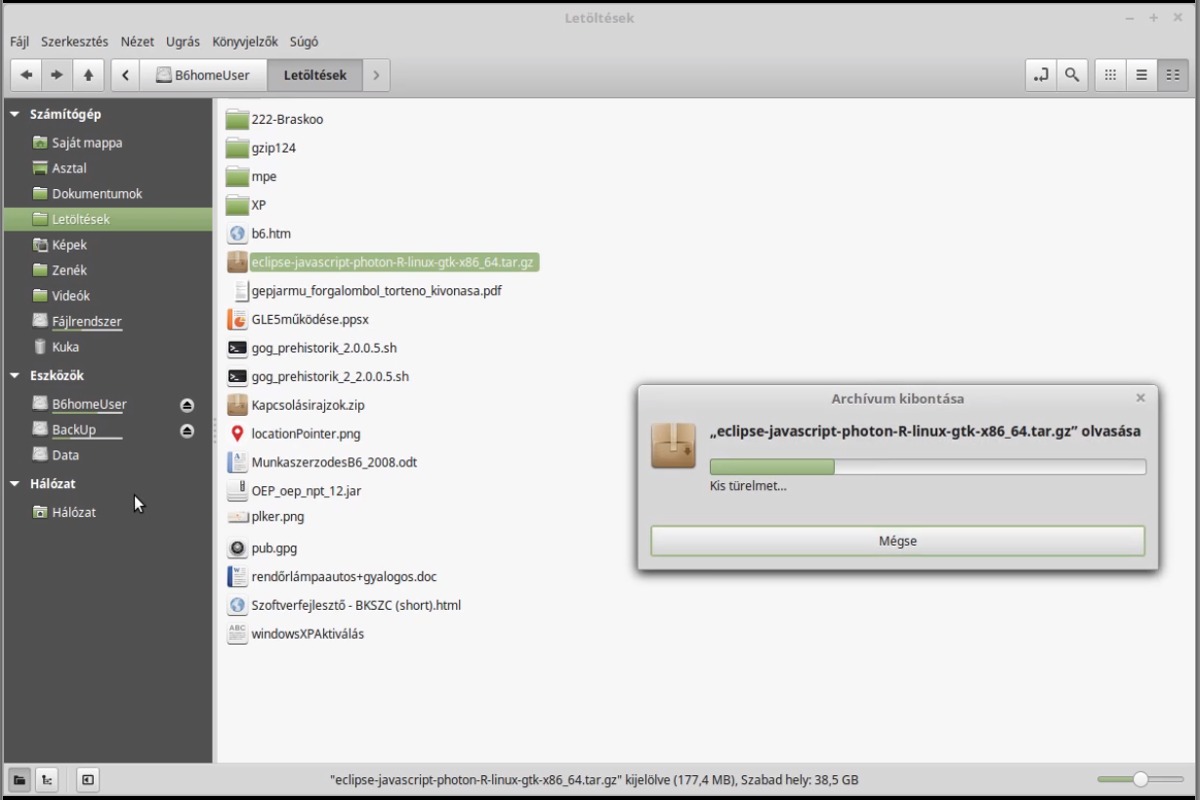 Letöltések
Fájl Szerkesztés Nézet Ugrás Könyvjelzők Súgó
B6homeUser Letöltések
Számítógép
Saját mappa
Asztal
Dokumentumok
Letöltések
Képek
Zenék
Videók
Fájlrendszer
Kuka
Eszközök
B6homeUser
BackUp
Data
Hálózat
Hálózat
222-Braskoo
gzip124
mpe
XP
b6.htm
eclipse-javascript-photon-R-linux-gtk-x86_64.tar.gz
gepjarmu_forgalombol_torteno_kivonasa.pdf
GLE5működése.ppsx
gog_prehistorik_2.0.0.5.sh
gog_prehistorik_2_2.0.0.5.sh
Kapcsolásirajzok.zip
locationPointer.png
MunkaszerzodesB6_2008.odt
OEP_oep_npt_12.jar
plker.png
pub.gpg
rendőrlámpaautos+gyalogos.doc
Szoftverfejlesztő - BKSZC (short).html
ABC
windowsXPAktiválás
Archívum kibontása
„eclipse-javascript-photon-R-linux-gtk-x86_64.tar.gz” olvasása
Kis türelmet...
Mégse
"eclipse-javascript-photon-R-linux-gtk-x86_64.tar.gz" kijelölve (177,4 MB), Szabad hely: 38,5 GB